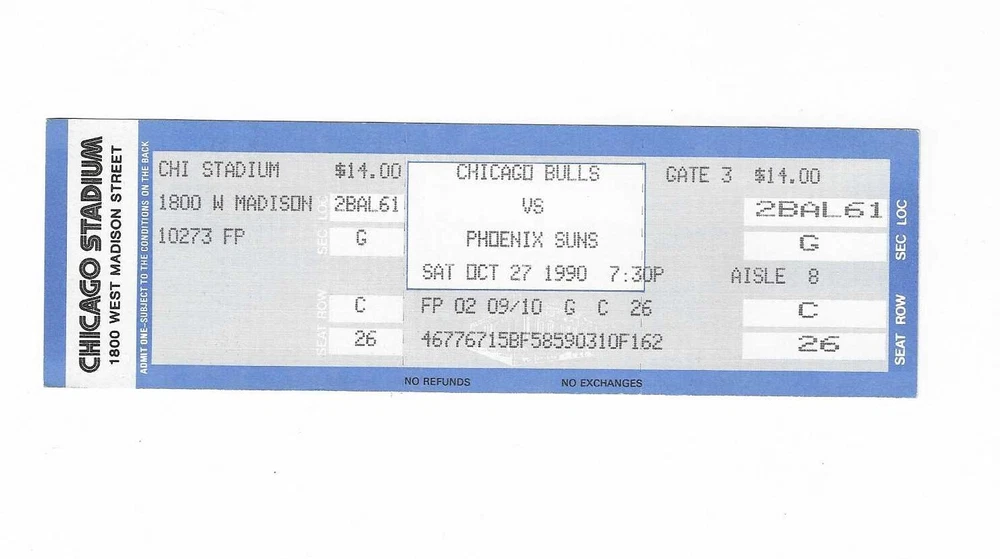 CHICAGO STADIUM
1800 WEST MADISON STREET
ADMIT ONE-SUBJECT TO THE CONDITIONS ON THE BACK
CHI STADIUM $14.00
1800 W MADISON 2BAL61
10273 FP G
C
26
LOC
SEC
ROW
SEAT
CHICAGO BULLS
VS
PHOENIX SUNS
SAT OCT 27 1990 7:30P
FP 02 09/10 G C 26
46776715BF58590310F162
GATE 3 $14.00
2BAL61
G
AISLE 8
C
26
LOC
SEC
ROW
SEAT
NO REFUNDS NO EXCHANGES